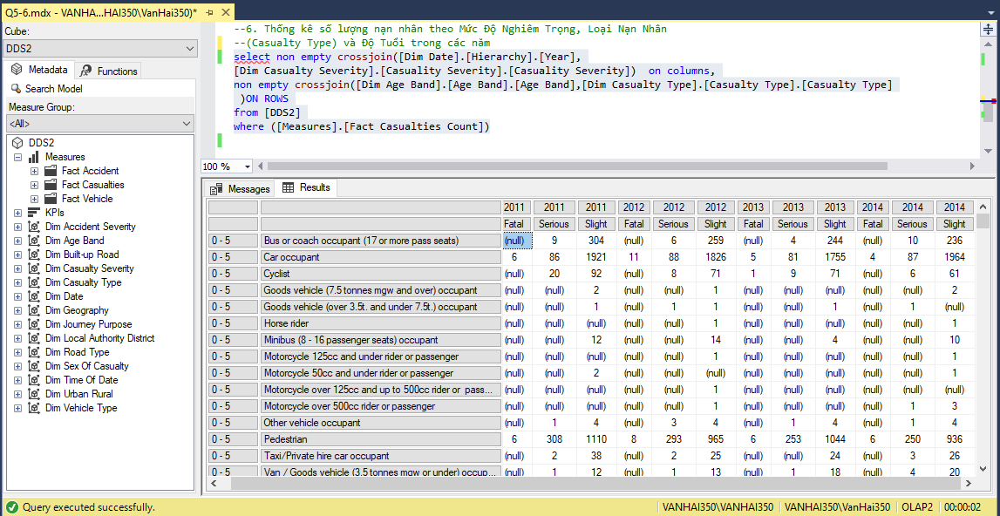 Q5-6.mdx - VANHA...HAI350\VanHai350)*
Cube:
DDS2
Metadata
Functions
Search Model
Measure Group:
<All>
DDS2
Measures
Fact Accident
Fact Casualties
Fact Vehicle
KPIs
Dim Accident Severity
Dim Age Band
Dim Built-up Road
Dim Casualty Severity
Dim Casualty Type
Dim Date
Dim Geography
Dim Journey Purpose
Dim Local Authority District
Dim Road Type
Dim Sex Of Casualty
Dim Time Of Date
Dim Urban Rural
Dim Vehicle Type
--6. Thống kê số lượng nạn nhân theo Mức Độ Nghiêm Trọng, Loại Nạn Nhân
--(Casualty Type) và Độ Tuổi trong các năm
select non empty crossjoin([Dim Date].[Hierarchy].[Year],
[Dim Casualty Severity].[Casuality Severity].[Casuality Severity]) on columns,
non empty crossjoin([Dim Age Band].[Age Band].[Age Band],[Dim Casualty Type].[Casualty Type].[Casualty Type]
)ON ROWS
from [DDS2]
where ([Measures].[Fact Casualties Count])
100 %
Messages
Results
2011 2011 2011 2012 2012 2012 2013 2013 2013 2014 2014 2014
Fatal Serious Slight Fatal Serious Slight Fatal Serious Slight Fatal Serious Slight
0 - 5 Bus or coach occupant (17 or more pass seats) (null) 9 304 (null) 6 259 (null) 4 244 (null) 10 236
0 - 5 Car occupant 6 86 1921 11 88 1826 5 81 1755 4 87 1964
0 - 5 Cyclist (null) 20 92 (null) 8 71 1 9 71 (null) 6 61
0 - 5 Goods vehicle (7.5 tonnes mgw and over) occupant (null) (null) 2 (null) (null) 1 (null) (null) (null) (null) (null) 2
0 - 5 Goods vehicle (over 3.5t. and under 7.5t.) occupant (null) (null) 1 (null) 1 1 (null) (null) 1 (null) 1 (null)
0 - 5 Horse rider (null) (null) (null) (null) (null) 1 (null) (null) (null) (null) (null) 1
0 - 5 Minibus (8 - 16 passenger seats) occupant (null) (null) 12 (null) (null) 14 (null) (null) 4 (null) (null) 10
0 - 5 Motorcycle 125cc and under rider or passenger (null) (null) (null) (null) (null) 1 (null) (null) (null) (null) (null) 1
0 - 5 Motorcycle 50cc and under rider or passenger (null) (null) 2 (null) (null) (null) (null) (null) (null) (null) (null) 1
0 - 5 Motorcycle over 125cc and up to 500cc rider or pass... (null) (null) (null) (null) (null) 1 (null) (null) (null) (null) (null) (null)
0 - 5 Motorcycle over 500cc rider or passenger (null) (null) (null) (null) (null) 1 (null) (null) (null) (null) 1 3
0 - 5 Other vehicle occupant (null) 1 4 (null) 3 4 (null) 1 4 (null) 1 4
0 - 5 Pedestrian 6 308 1110 8 293 965 6 253 1044 6 250 936
0 - 5 Taxi/Private hire car occupant (null) 2 38 (null) 2 25 (null) (null) 24 (null) 3 26
0 - 5 Van / Goods vehicle (3.5 tonnes mgw or under) occup... (null) 1 12 (null) 1 13 (null) 1 18 (null) 4 20
Query executed successfully.
VANHAI350\VANHAI350
VANHAI350\VanHai350
OLAP2
00:00:02